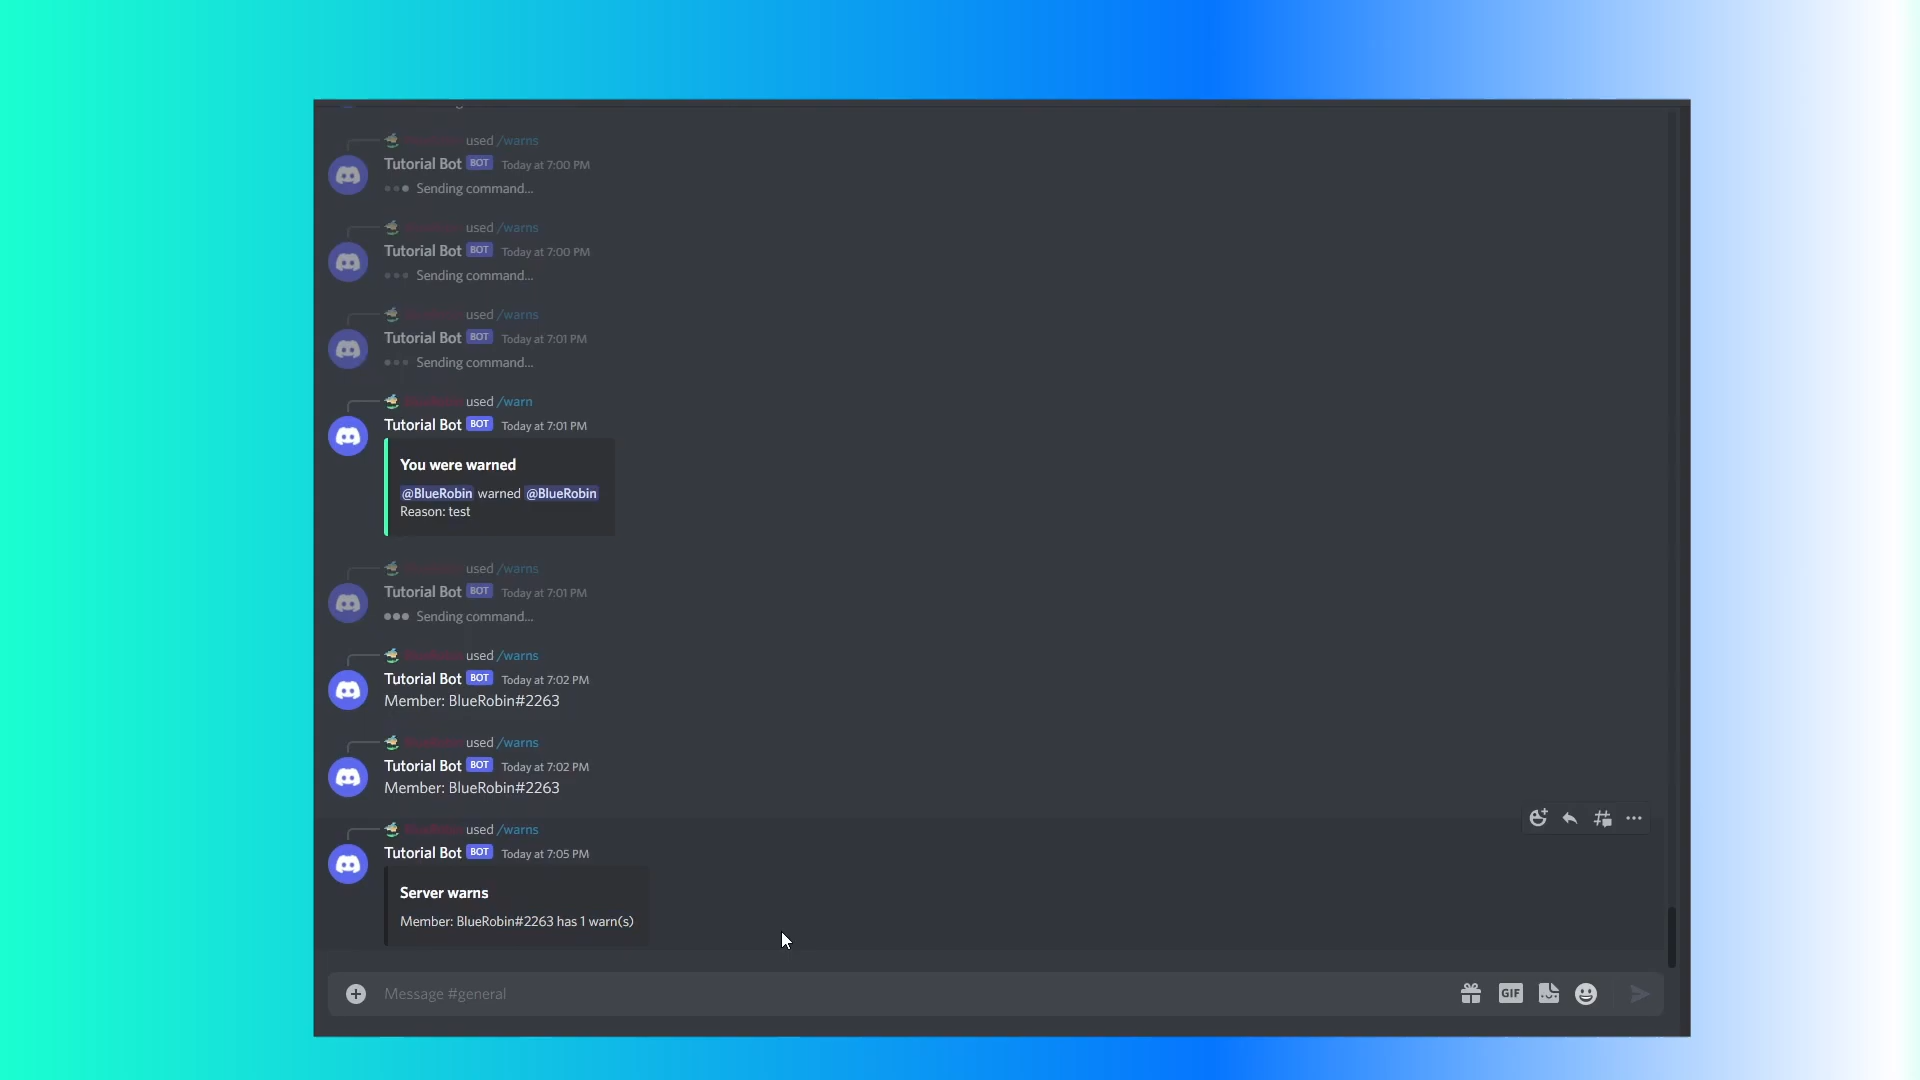 used /warns
Tutorial Bot BOT Today at 7:00 PM
Sending command...
used /warns
Tutorial Bot BOT Today at 7:00 PM
Sending command...
used /warns
Tutorial Bot BOT Today at 7:01 PM
Sending command...
used /warn
Tutorial Bot BOT Today at 7:01 PM
You were warned
@BlueRobin warned @BlueRobin
Reason: test
used /warns
Tutorial Bot BOT Today at 7:01 PM
Sending command...
used /warns
Tutorial Bot BOT Today at 7:02 PM
Member: BlueRobin#2263
used /warns
Tutorial Bot BOT Today at 7:02 PM
Member: BlueRobin#2263
used /warns
Tutorial Bot BOT Today at 7:05 PM
Server warns
Member: BlueRobin#2263 has 1 warn(s)
Message #general
GIF